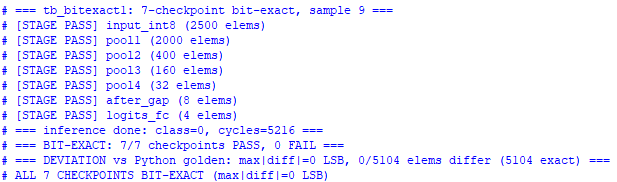 # === tb_bitexact1: 7-checkpoint bit-exact, sample 9 ===
# [STAGE PASS] input_int8 (2500 elems)
# [STAGE PASS] pool1 (2000 elems)
# [STAGE PASS] pool2 (400 elems)
# [STAGE PASS] pool3 (160 elems)
# [STAGE PASS] pool4 (32 elems)
# [STAGE PASS] after_gap (8 elems)
# [STAGE PASS] logits_fc (4 elems)
# === inference done: class=0, cycles=5216 ===
# === BIT-EXACT: 7/7 checkpoints PASS, 0 FAIL ===
# === DEVIATION vs Python golden: max|diff|=0 LSB, 0/5104 elems differ (5104 exact) ===
# ALL 7 CHECKPOINTS BIT-EXACT (max|diff|=0 LSB)